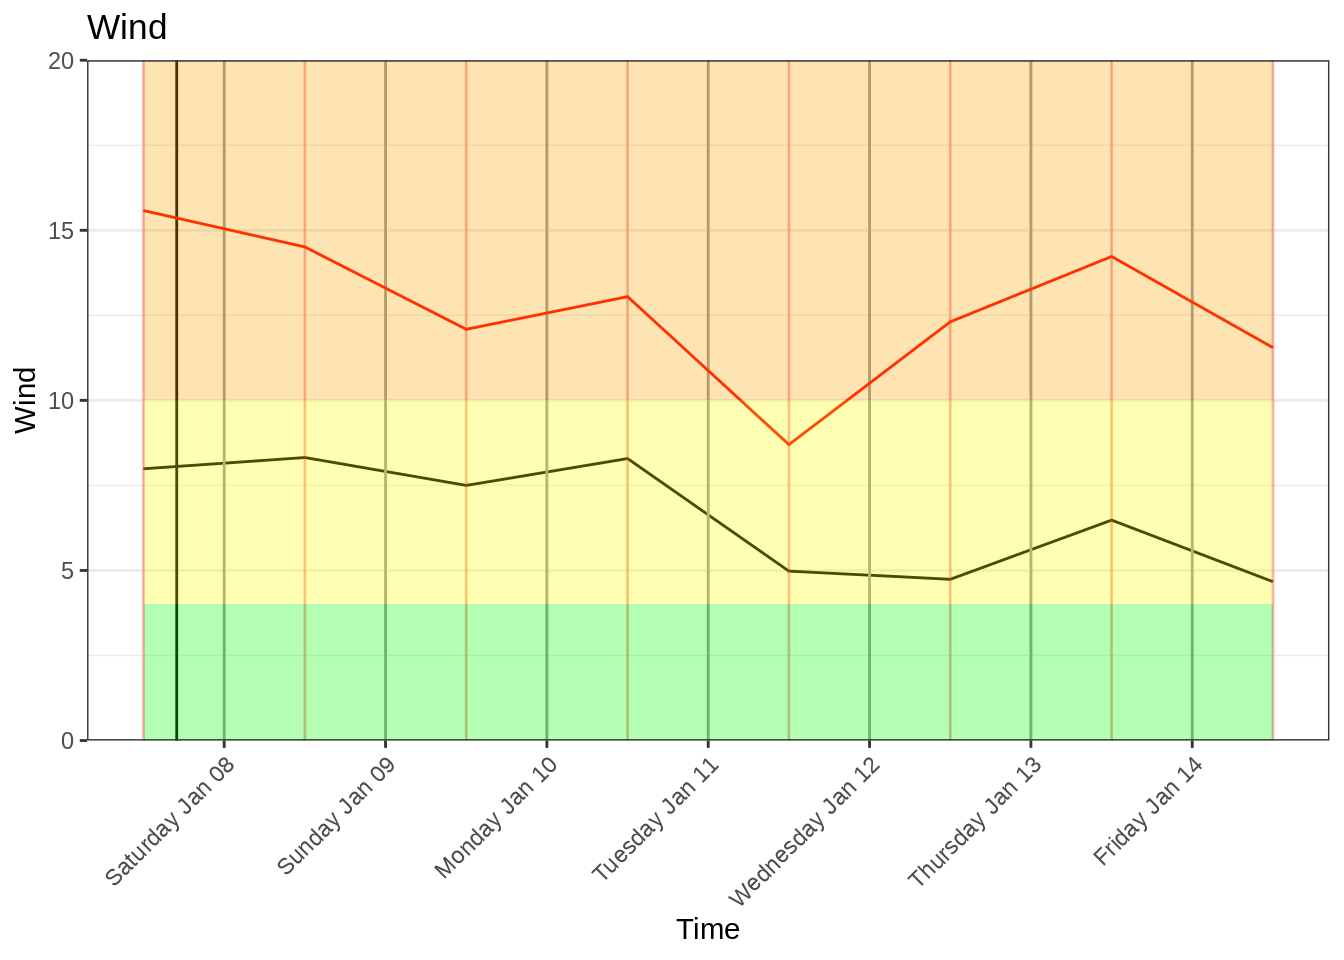 Wind
20
15
10
5
0
Wind
Saturday Jan 08
Sunday Jan 09
Monday Jan 10
Tuesday Jan 11
Wednesday Jan 12
Thursday Jan 13
Friday Jan 14
Time